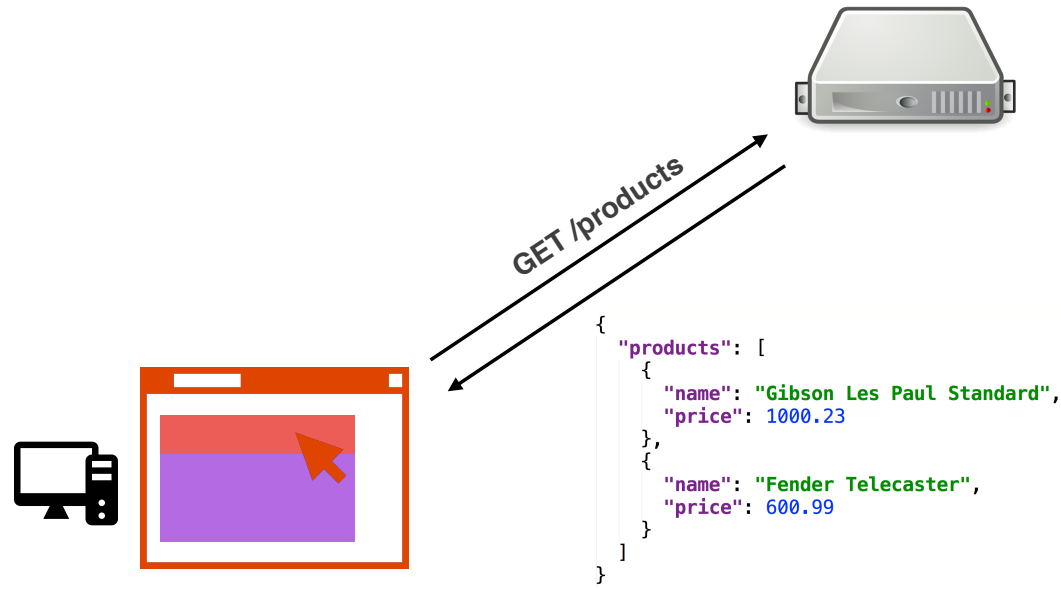 GET /products
{
"products": [
{
"name": "Gibson Les Paul Standard",
"price": 1000.23
},
{
"name": "Fender Telecaster",
"price": 600.99
}
]
}